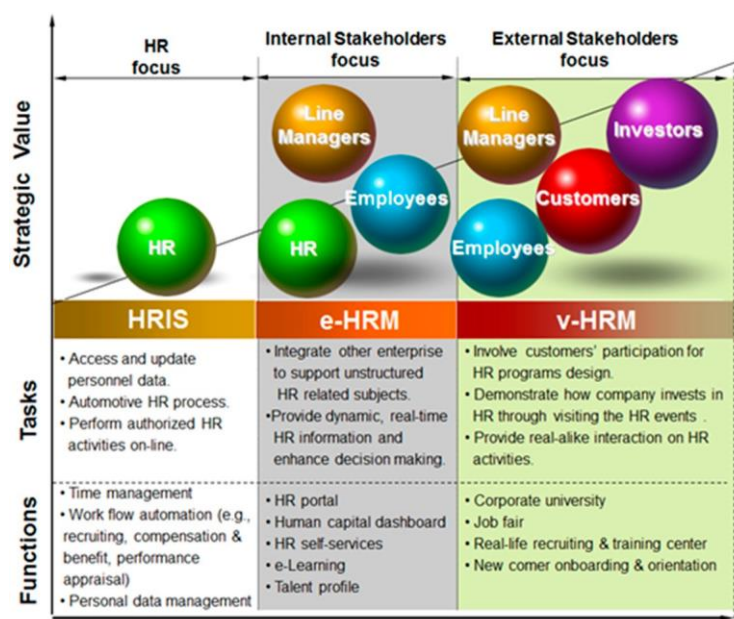 HR
focus
Internal Stakeholders
focus
External Stakeholders
focus
Strategic Value
HR
Line
Managers
Employees
HR
Line
Managers
Investors
Customers
Employees
HRIS
e-HRM
v-HRM
Tasks
• Access and update
personnel data.
• Automotive HR process.
• Perform authorized HR
activities on-line.
• Integrate other enterprise
to support unstructured
HR related subjects.
•Provide dynamic, real-time
HR information and
enhance decision making.
• Involve customers' participation for
HR programs design.
• Demonstrate how company invests in
HR through visiting the HR events .
• Provide real-alike interaction on HR
activities.
Functions
• Time management
• Work flow automation (e.g.,
recruiting, compensation &
benefit, performance
appraisal)
• Personal data management
• HR portal
• Human capital dashboard
• HR self-services
• e-Learning
• Talent profile
• Corporate university
• Job fair
• Real-life recruiting & training center
• New comer onboarding & orientation